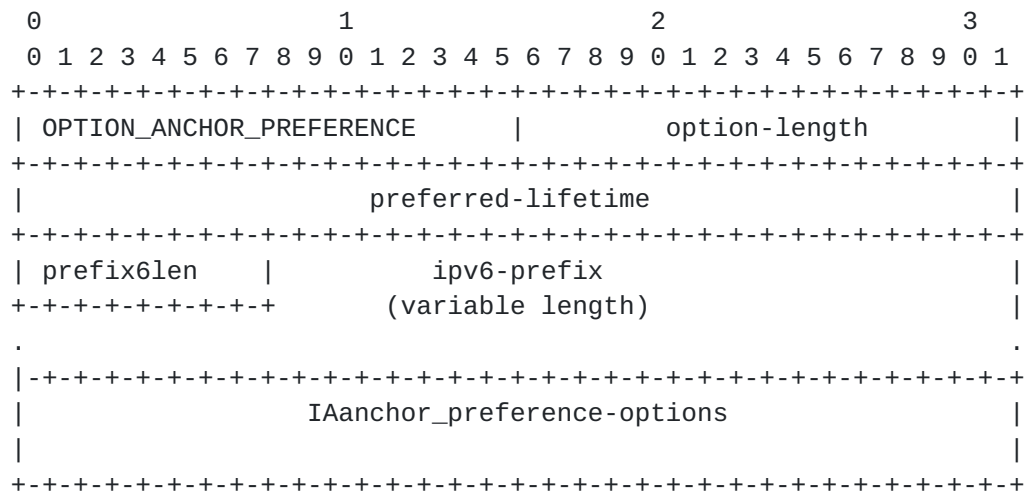 0                   1                   2                   3
 0 1 2 3 4 5 6 7 8 9 0 1 2 3 4 5 6 7 8 9 0 1 2 3 4 5 6 7 8 9 0 1
+-+-+-+-+-+-+-+-+-+-+-+-+-+-+-+-+-+-+-+-+-+-+-+-+-+-+-+-+-+-+-+-+
| OPTION_ANCHOR_PREFERENCE      |         option-length         |
+-+-+-+-+-+-+-+-+-+-+-+-+-+-+-+-+-+-+-+-+-+-+-+-+-+-+-+-+-+-+-+-+
|                      preferred-lifetime                       |
+-+-+-+-+-+-+-+-+-+-+-+-+-+-+-+-+-+-+-+-+-+-+-+-+-+-+-+-+-+-+-+-+
| prefix6len    |          ipv6-prefix                          |
+-+-+-+-+-+-+-+-+       (variable length)                       |
.                                                               .
|-+-+-+-+-+-+-+-+-+-+-+-+-+-+-+-+-+-+-+-+-+-+-+-+-+-+-+-+-+-+-+-+
|                  IAanchor_preference-options                  |
|                                                               |
+-+-+-+-+-+-+-+-+-+-+-+-+-+-+-+-+-+-+-+-+-+-+-+-+-+-+-+-+-+-+-+-+